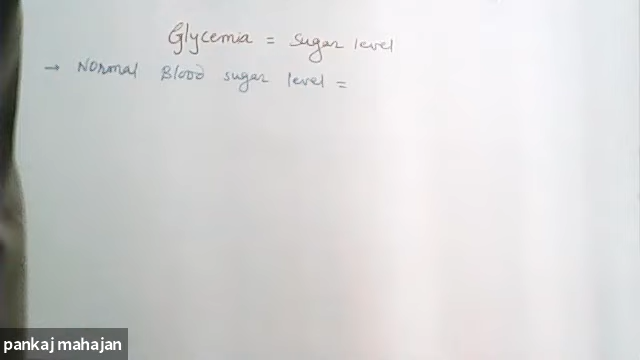 Glycemia = sugar level
→ Normal Blood sugar level =
pankaj mahajan